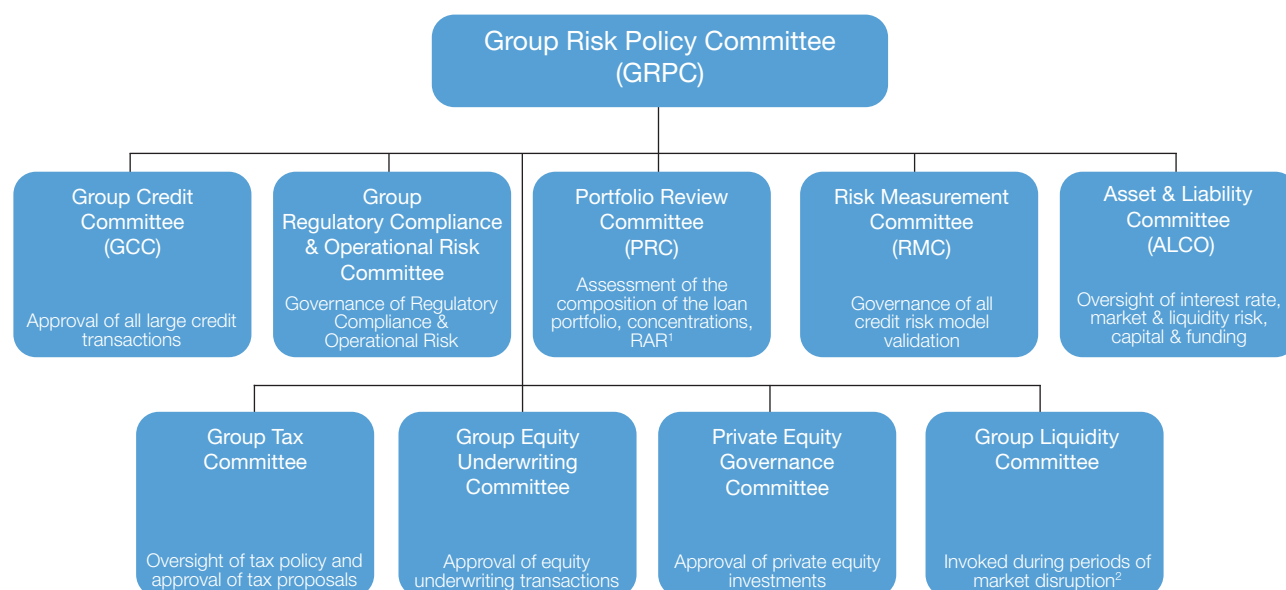 Group Risk Policy Committee
(GRPC)
Group Credit
Committee
(GCC)
Approval of all large credit
transactions
Group
Regulatory Compliance
& Operational Risk
Committee
Governance of Regulatory
Compliance &
Operational Risk
Portfolio Review
Committee
(PRC)
Assessment of the
composition of the loan
portfolio, concentrations,
RAR¹
Risk Measurement
Committee
(RMC)
Governance of all
credit risk model
validation
Asset & Liability
Committee
(ALCO)
Oversight of interest rate,
market & liquidity risk,
capital & funding
Group Tax
Committee
Oversight of tax policy and
approval of tax proposals
Group Equity
Underwriting
Committee
Approval of equity
underwriting transactions
Private Equity
Governance
Committee
Approval of private equity
investments
Group Liquidity
Committee
Invoked during periods of
market disruption²